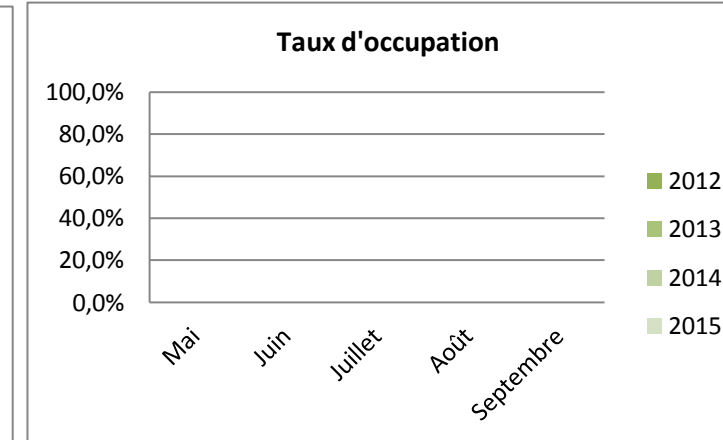 Taux d'occupation
100,0%
80,0%
60,0%
40,0%
20,0%
0,0%
Mai
Juin
Juillet
Août
Septembre
2012
2013
2014
2015